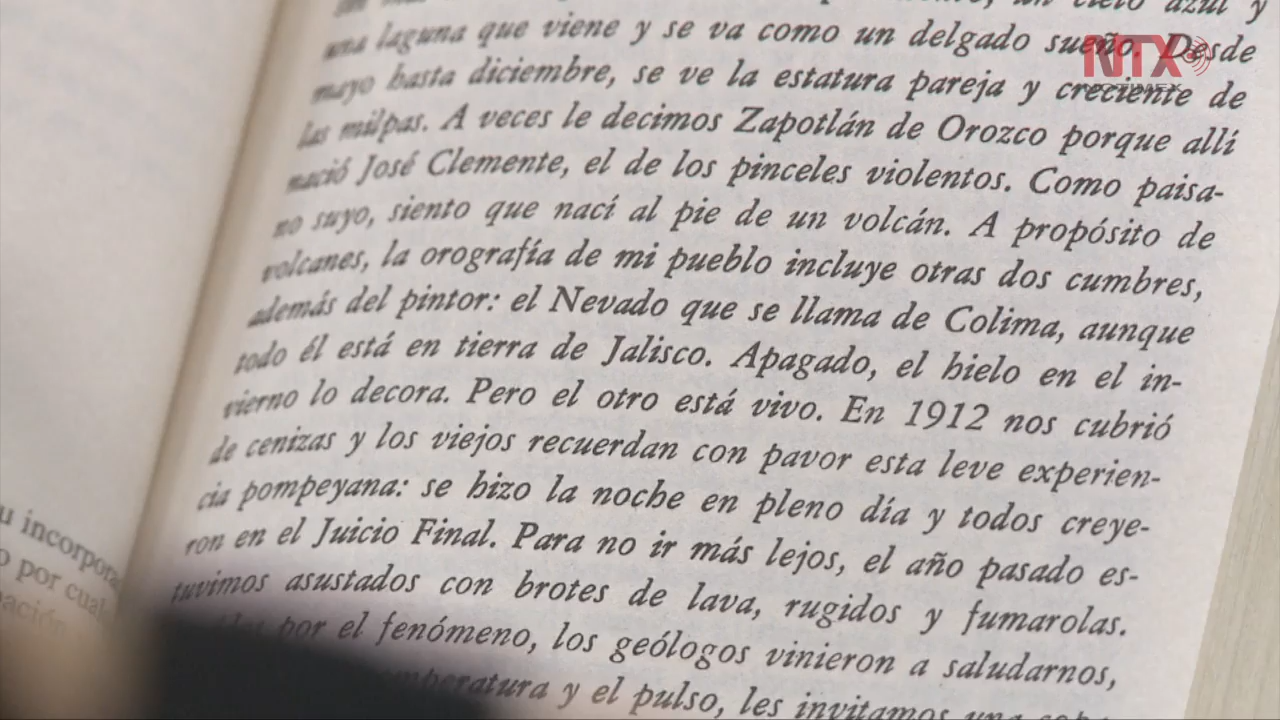 un cielo azul y
una laguna que viene y se va como un delgado sueño. Desde
mayo hasta diciembre, se ve la estatura pareja y creciente de
las milpas. A veces le decimos Zapotlán de Orozco porque allí
nació José Clemente, el de los pinceles violentos. Como paisa-
no suyo, siento que nací al pie de un volcán. A propósito de
volcanes, la orografía de mi pueblo incluye otras dos cumbres,
además del pintor: el Nevado que se llama de Colima, aunque
todo él está en tierra de Jalisco. Apagado, el hielo en el in-
vierno lo decora. Pero el otro está vivo. En 1912 nos cubrió
de cenizas y los viejos recuerdan con pavor esta leve experien-
cia pompeyana: se hizo la noche en pleno día y todos creye-
ron en el Juicio Final. Para no ir más lejos, el año pasado es-
tuvimos asustados con brotes de lava, rugidos y fumarolas.
por el fenómeno, los geólogos vinieron a saludarnos,
temperatura y el pulso, les invitamos una
u incorpora
o por cual
NTX